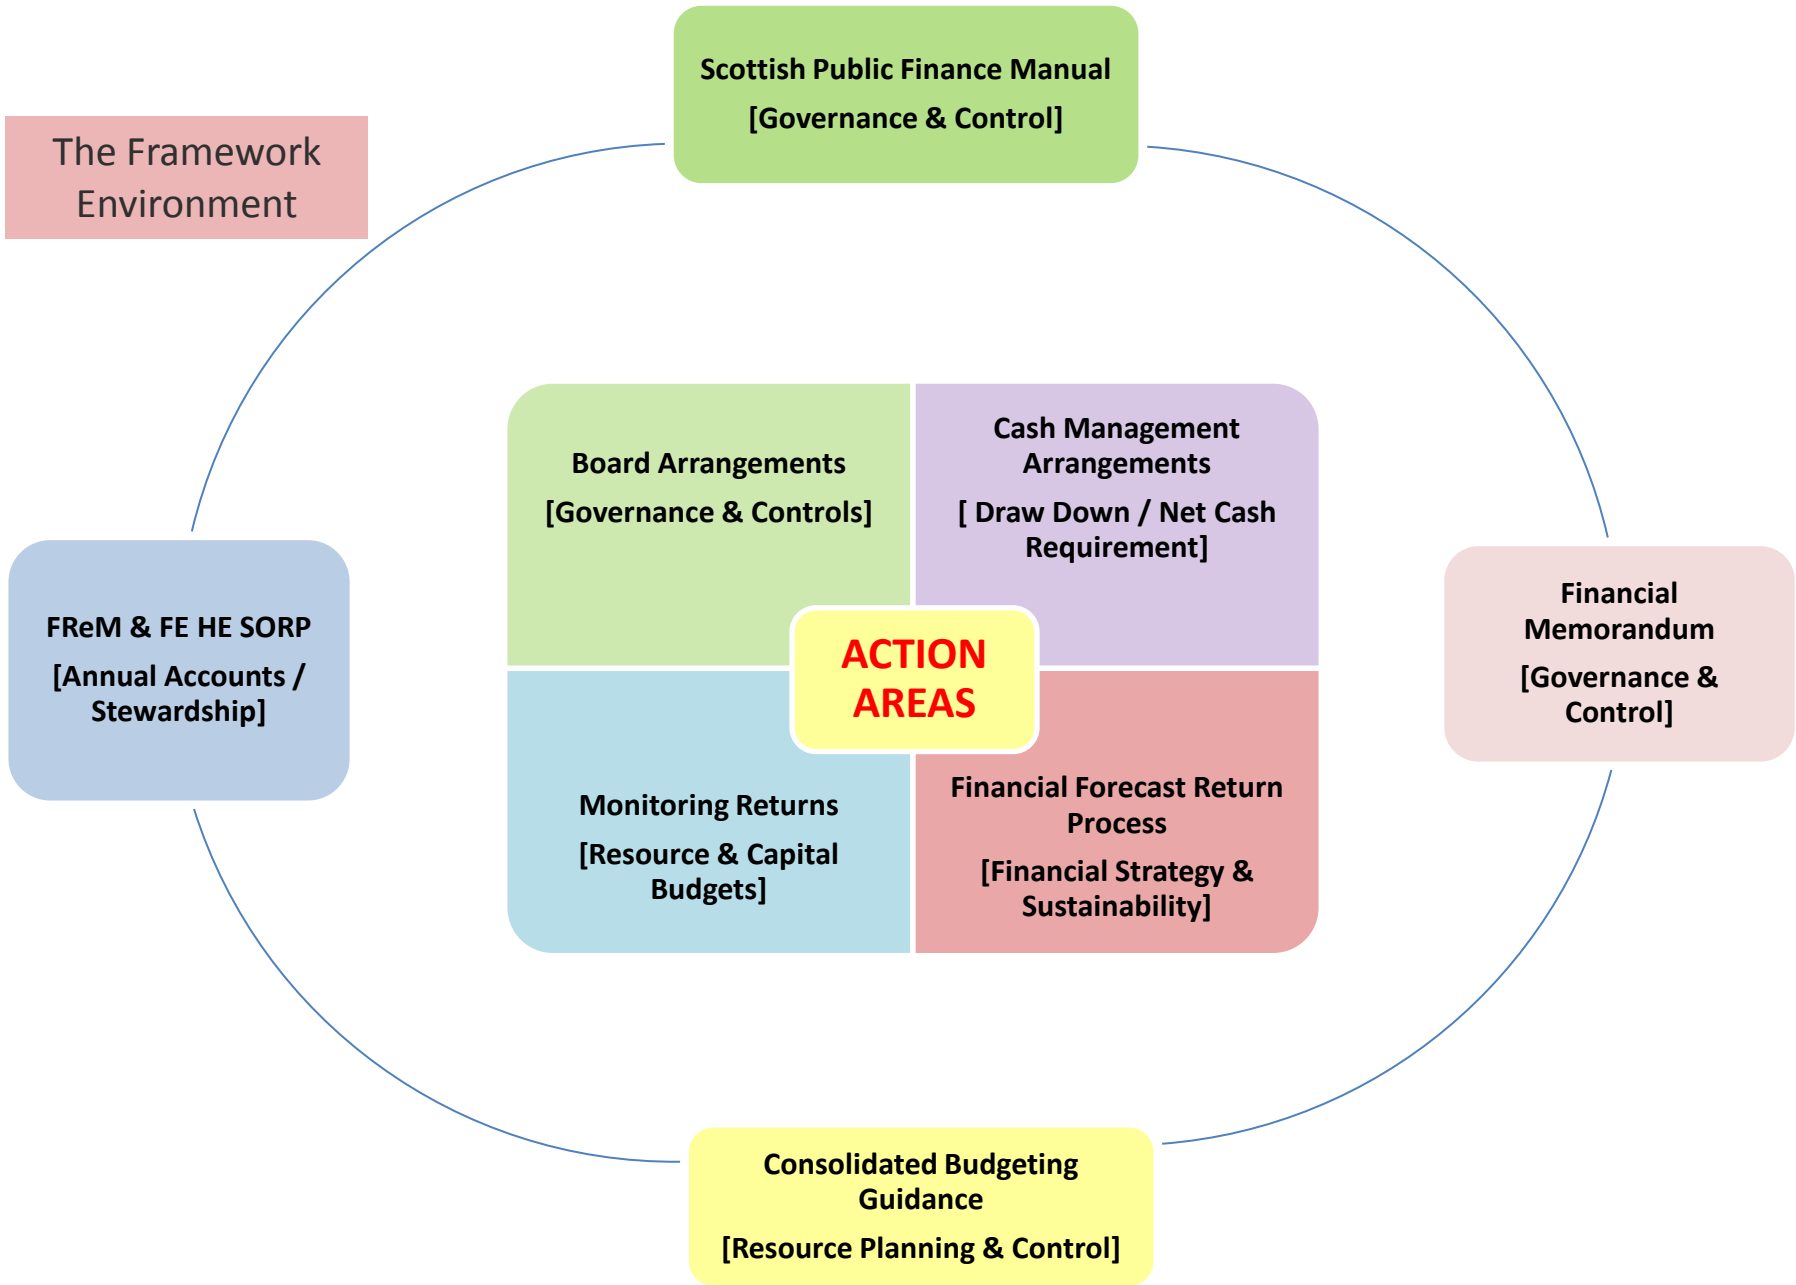 Scottish Public Finance Manual
[Governance & Control]
The Framework
Environment
Board Arrangements
[Governance & Controls]
Cash Management
Arrangements
[ Draw Down / Net Cash
Requirement]
FReM & FE HE SORP
[Annual Accounts /
Stewardship]
ACTION
AREAS
Financial
Memorandum
[Governance &
Control]
Monitoring Returns
[Resource & Capital
Budgets]
Financial Forecast Return
Process
[Financial Strategy &
Sustainability]
Consolidated Budgeting
Guidance
[Resource Planning & Control]